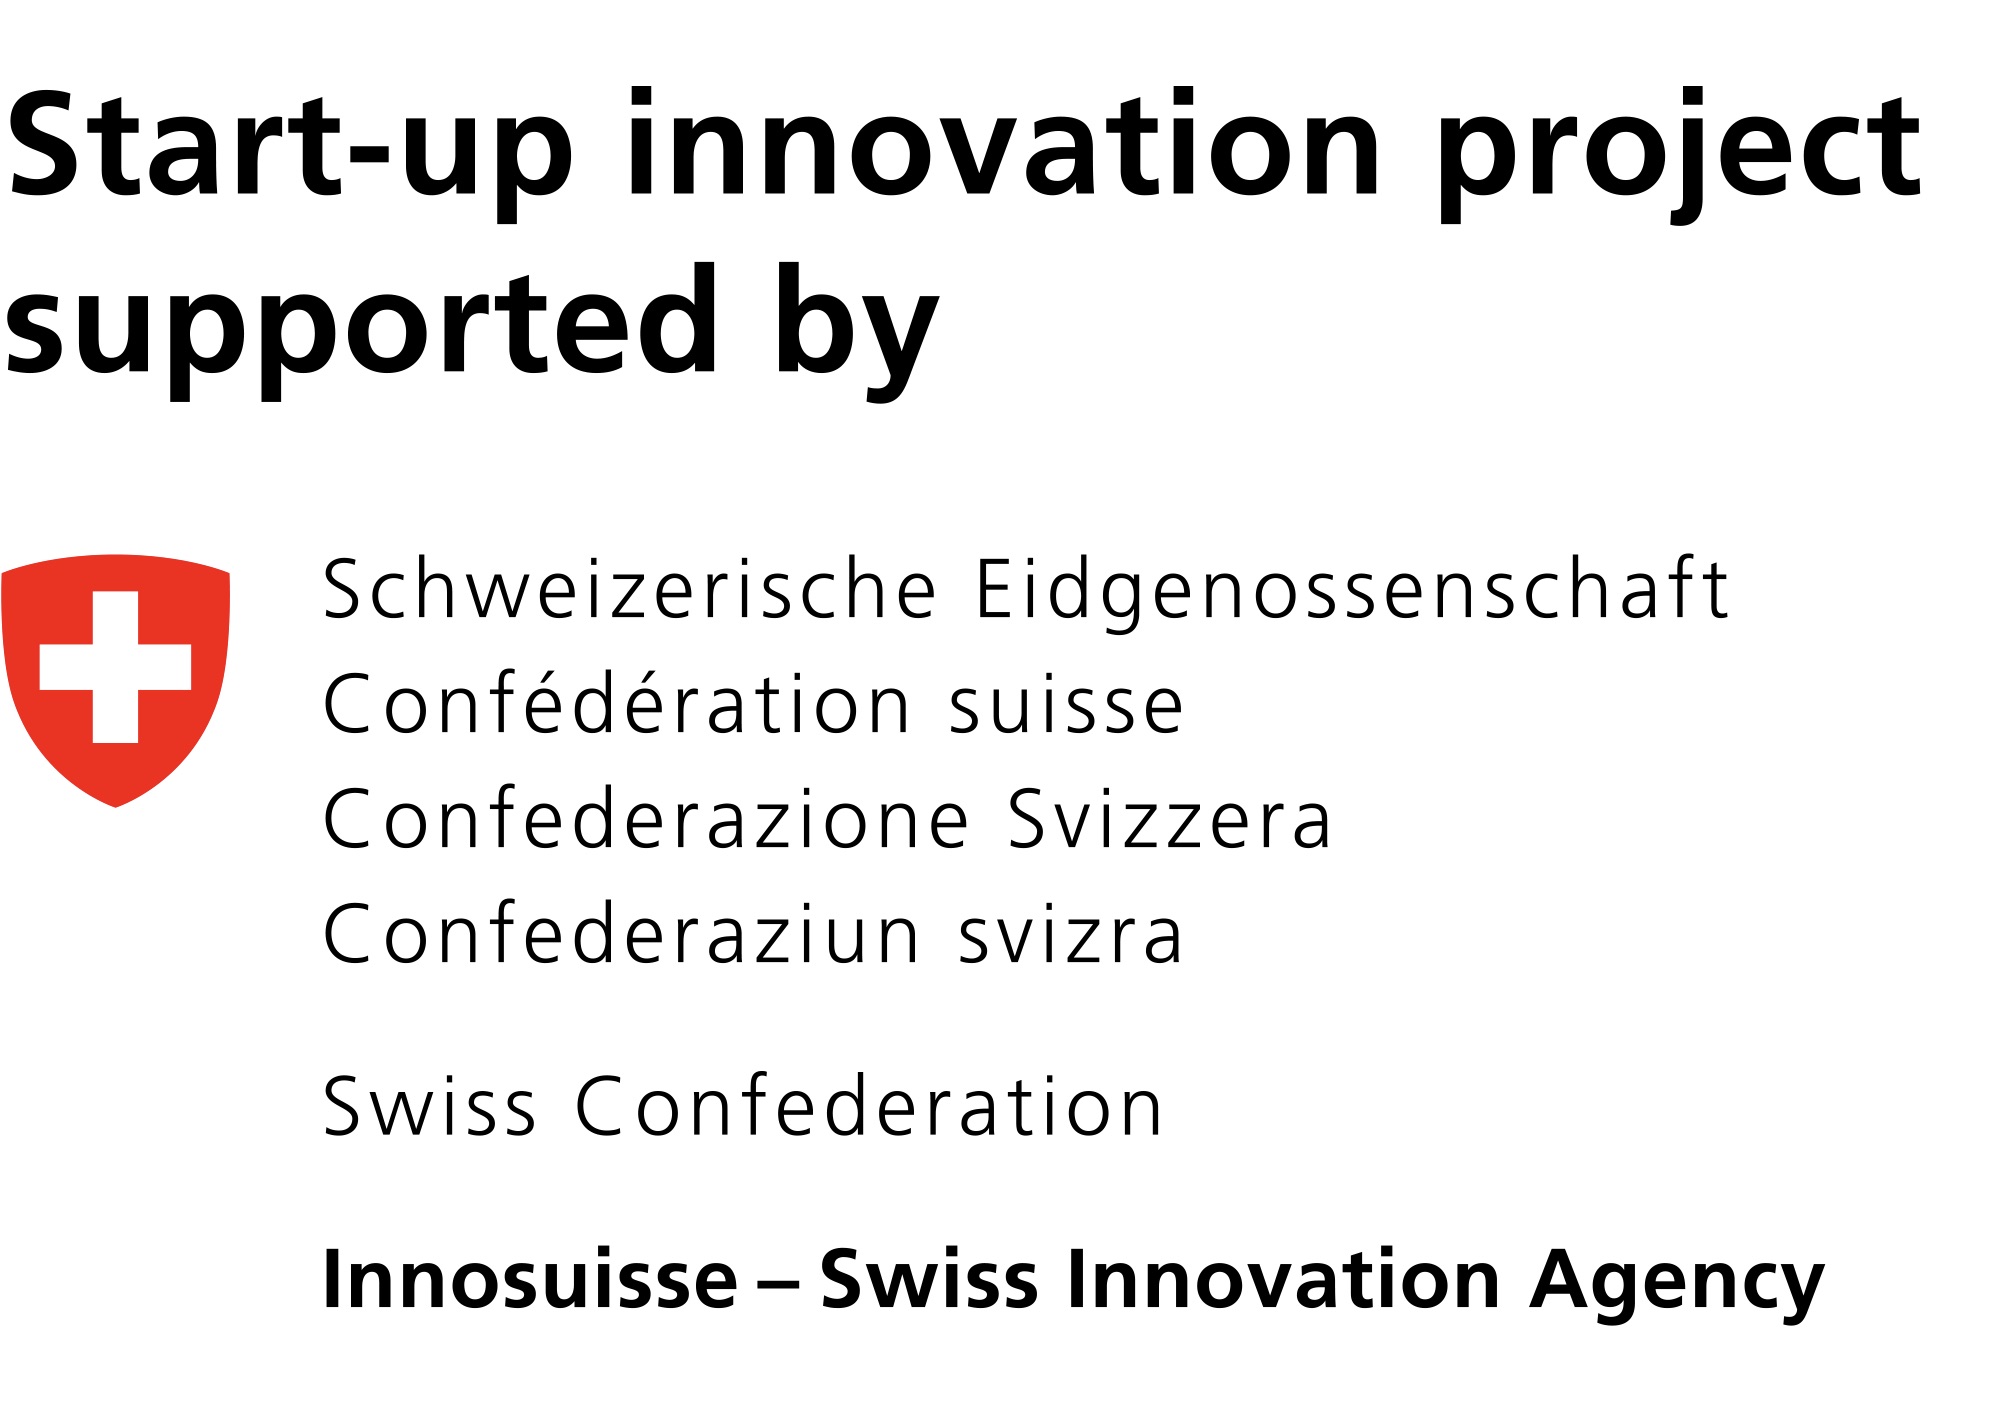 Start-up innovation project
supported by
Schweizerische Eidgenossenschaft
Confédération suisse
Confederazione Svizzera
Confederaziun svizra
Swiss Confederation
Innosuisse – Swiss Innovation Agency